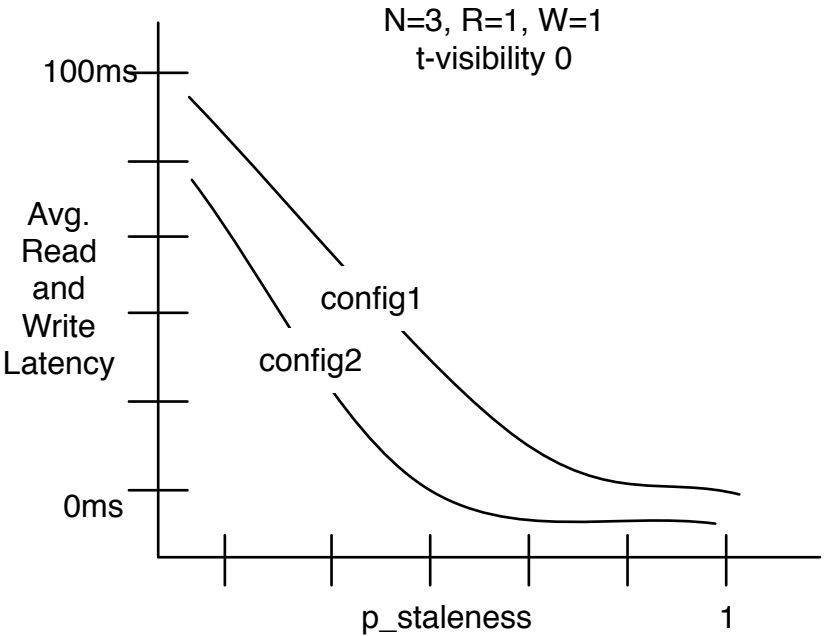 N=3, R=1, W=1
t-visibility 0
100ms
Avg.
Read
and
Write
Latency
config1
config2
0ms
p_staleness
1